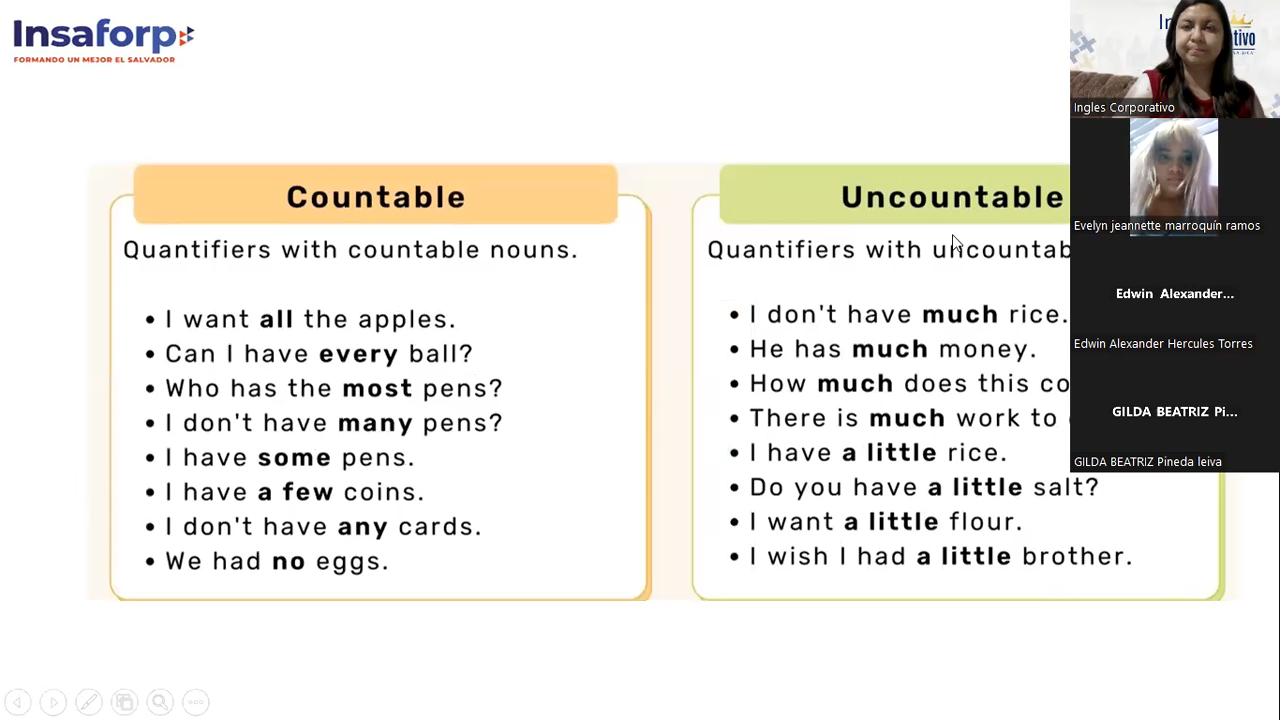 Insaforp
FORMANDO UN MEJOR EL SALVADOR
Countable
Quantifiers with countable nouns.
• I want all the apples.
• Can I have every ball?
• Who has the most pens?
• I don't have many pens?
• I have some pens.
• I have a few coins.
• I don't have any cards.
• We had no eggs.
Uncountable
Quantifiers with uncountab
• I don't have much rice.
• He has much money.
• How much does this co
• There is much work to
• I have a little rice.
• Do you have a little salt?
• I want a little flour.
• I wish I had a little brother.
Ingles Corporativo
Evelyn jeannette marroquín ramos
Edwin Alexander...
Edwin Alexander Hercules Torres
GILDA BEATRIZ Pi...
GILDA BEATRIZ Pineda leiva